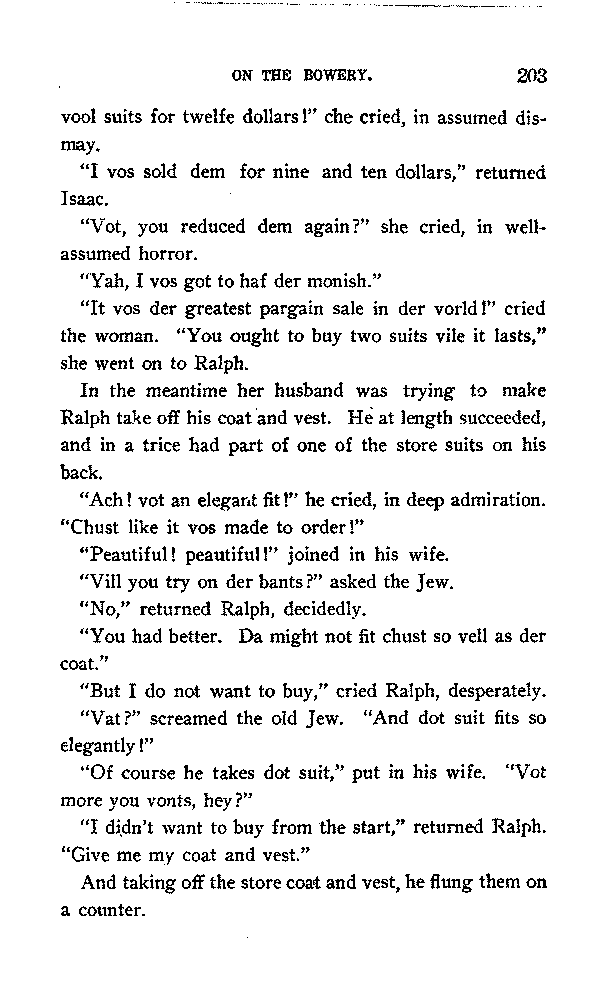 ON THE BOWERY. 203
vool suits for twelfe dollars!" che cried, in assumed dis-
may.
"I vos sold dem for nine and ten dollars," returned
Isaac.
"Vot, you reduced dem again?" she cried, in well-
assumed horror.
"Yah, I vos got to haf der monish."
"It vos der greatest pargain sale in der vorld!" cried
the woman. "You ought to buy two suits vile it lasts,"
she went on to Ralph.
In the meantime her husband was trying to make
Ralph take off his coat and vest. He at length succeeded,
and in a trice had part of one of the store suits on his
back.
"Ach! vot an elegant fit!" he cried, in deep admiration.
"Chust like it vos made to order!"
"Peautiful! peautiful!" joined in his wife.
"Vill you try on der bants?" asked the Jew.
"No," returned Ralph, decidedly.
"You had better. Da might not fit chust so vell as der
coat."
"But I do not want to buy," cried Ralph, desperately.
"Vat?" screamed the old Jew. "And dot suit fits so
elegantly!"
"Of course he takes dot suit," put in his wife. "Vot
more you vonts, hey?"
"I didn't want to buy from the start," returned Ralph.
"Give me my coat and vest."
And taking off the store coat and vest, he flung them on
a counter.